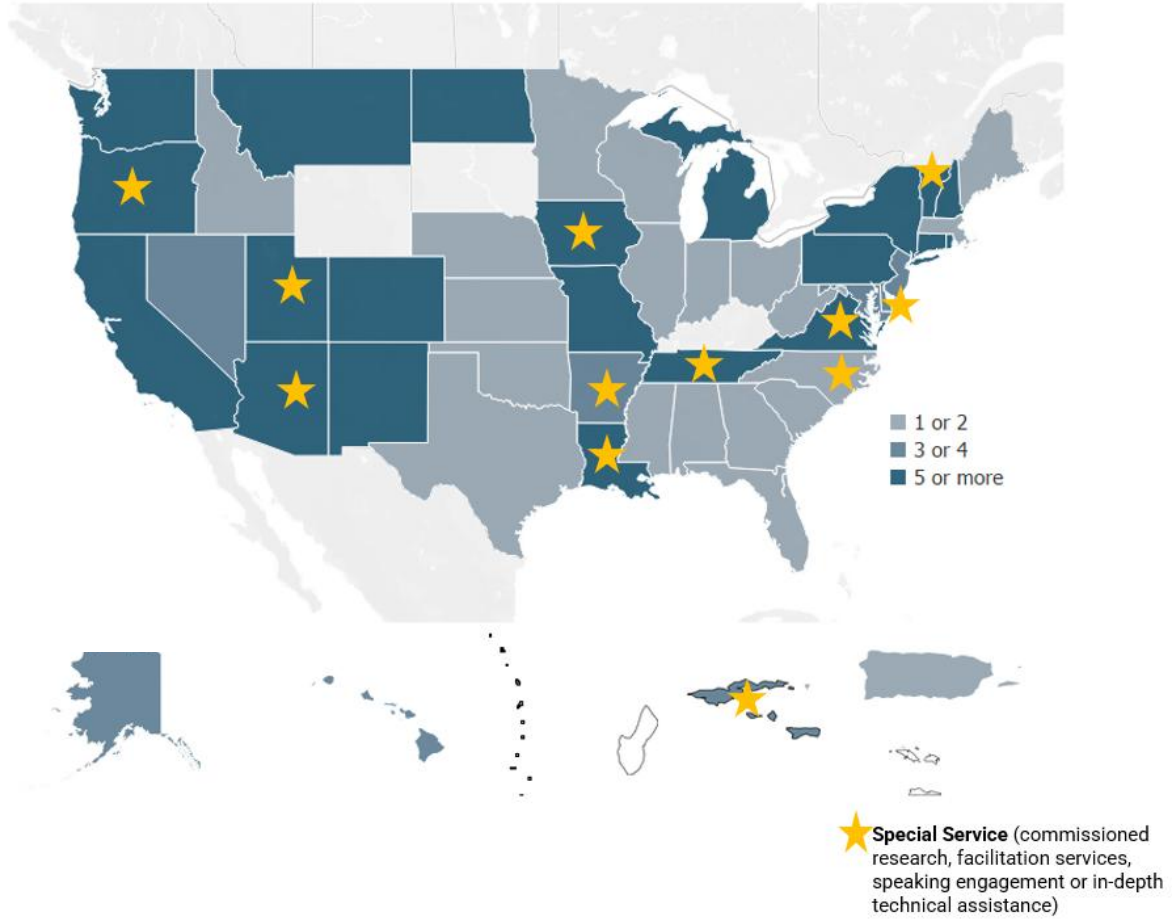 1 or 2
3 or 4
5 or more
Special Service (commissioned
research, facilitation services,
speaking engagement or in-depth
technical assistance)